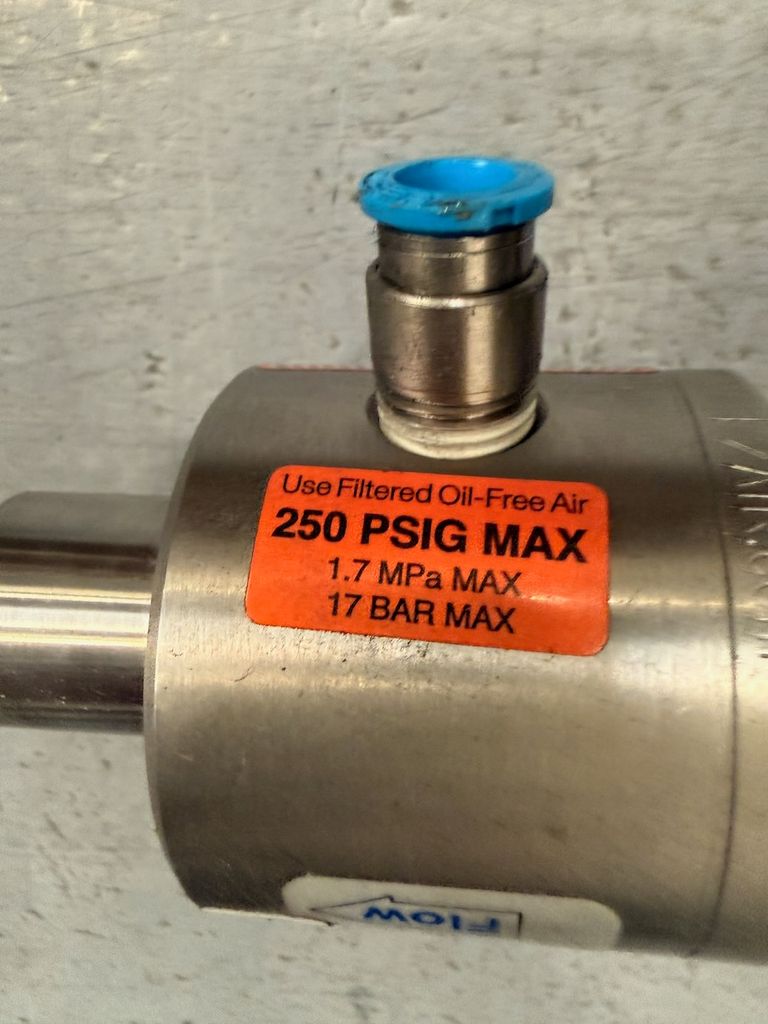 Use Filtered Oil-Free Air
250 PSIG MAX
1.7 MPa MAX
17 BAR MAX
FLOW